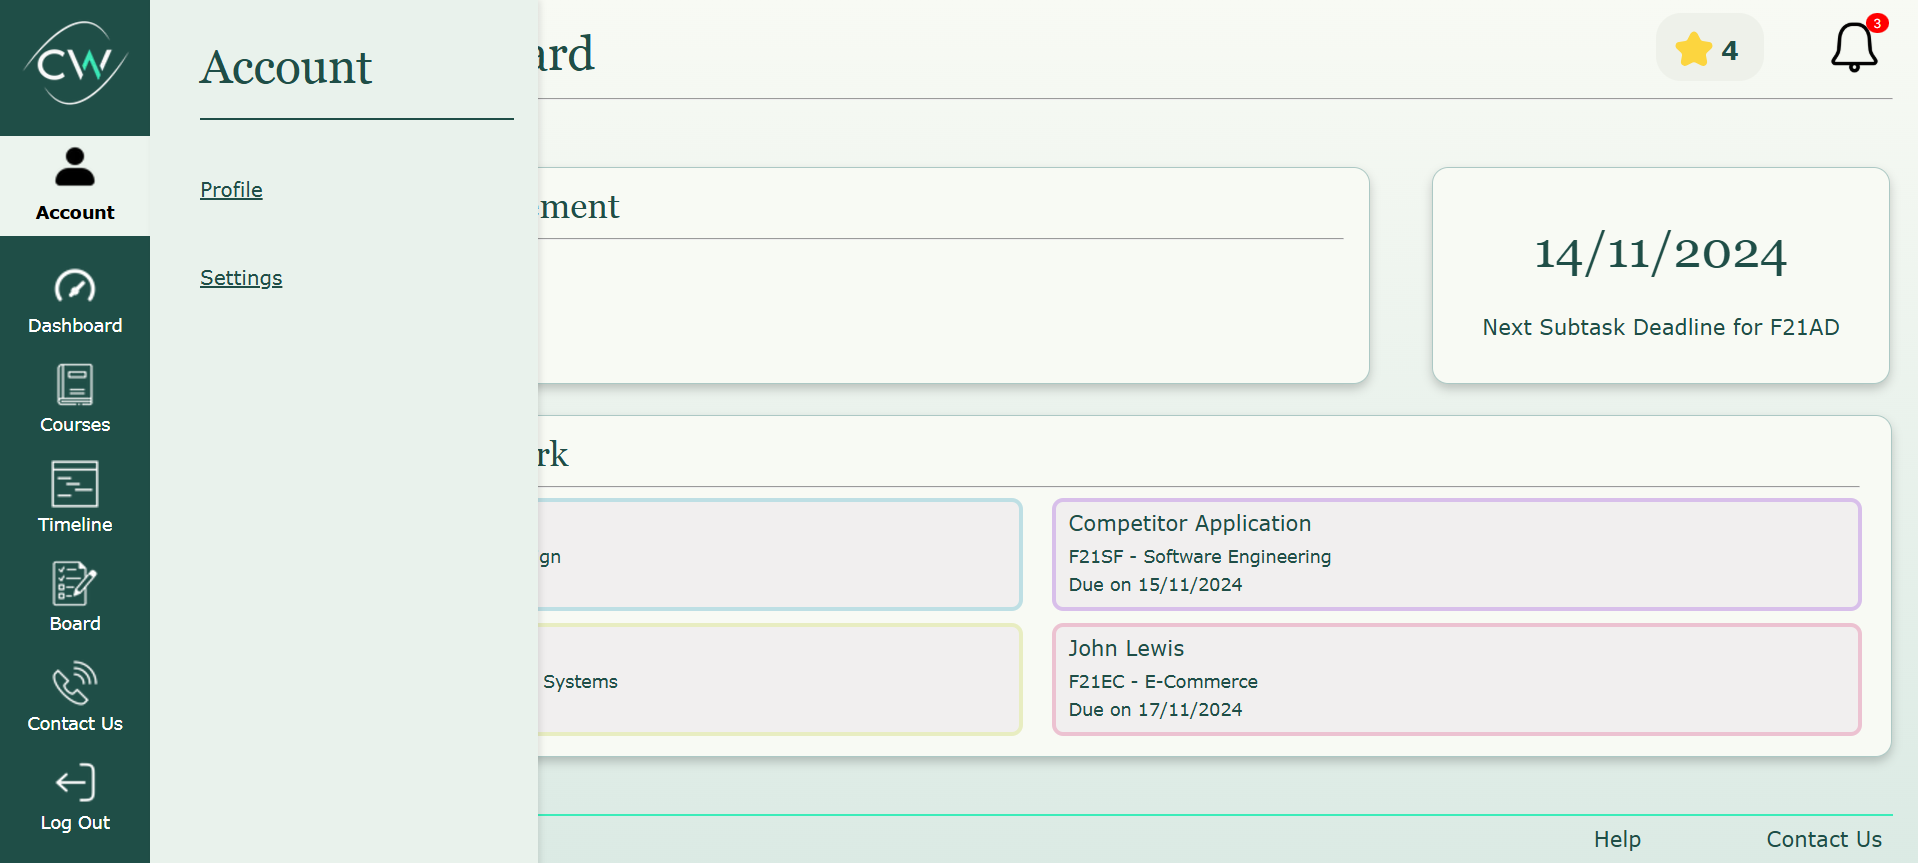 CW
Account
Dashboard
Courses
Timeline
Board
Contact Us
Log Out
Account
Profile
Settings
ard
4
3
ment
14/11/2024
Next Subtask Deadline for F21AD
rk
gn
Competitor Application
F21SF - Software Engineering
Due on 15/11/2024
Systems
John Lewis
F21EC - E-Commerce
Due on 17/11/2024
Help
Contact Us